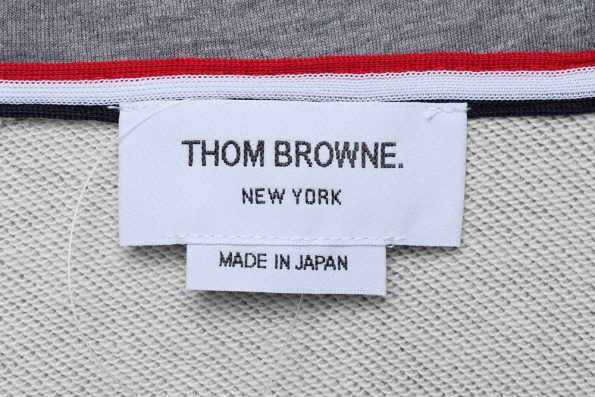 THOM BROWNE.
NEW YORK
MADE IN JAPAN